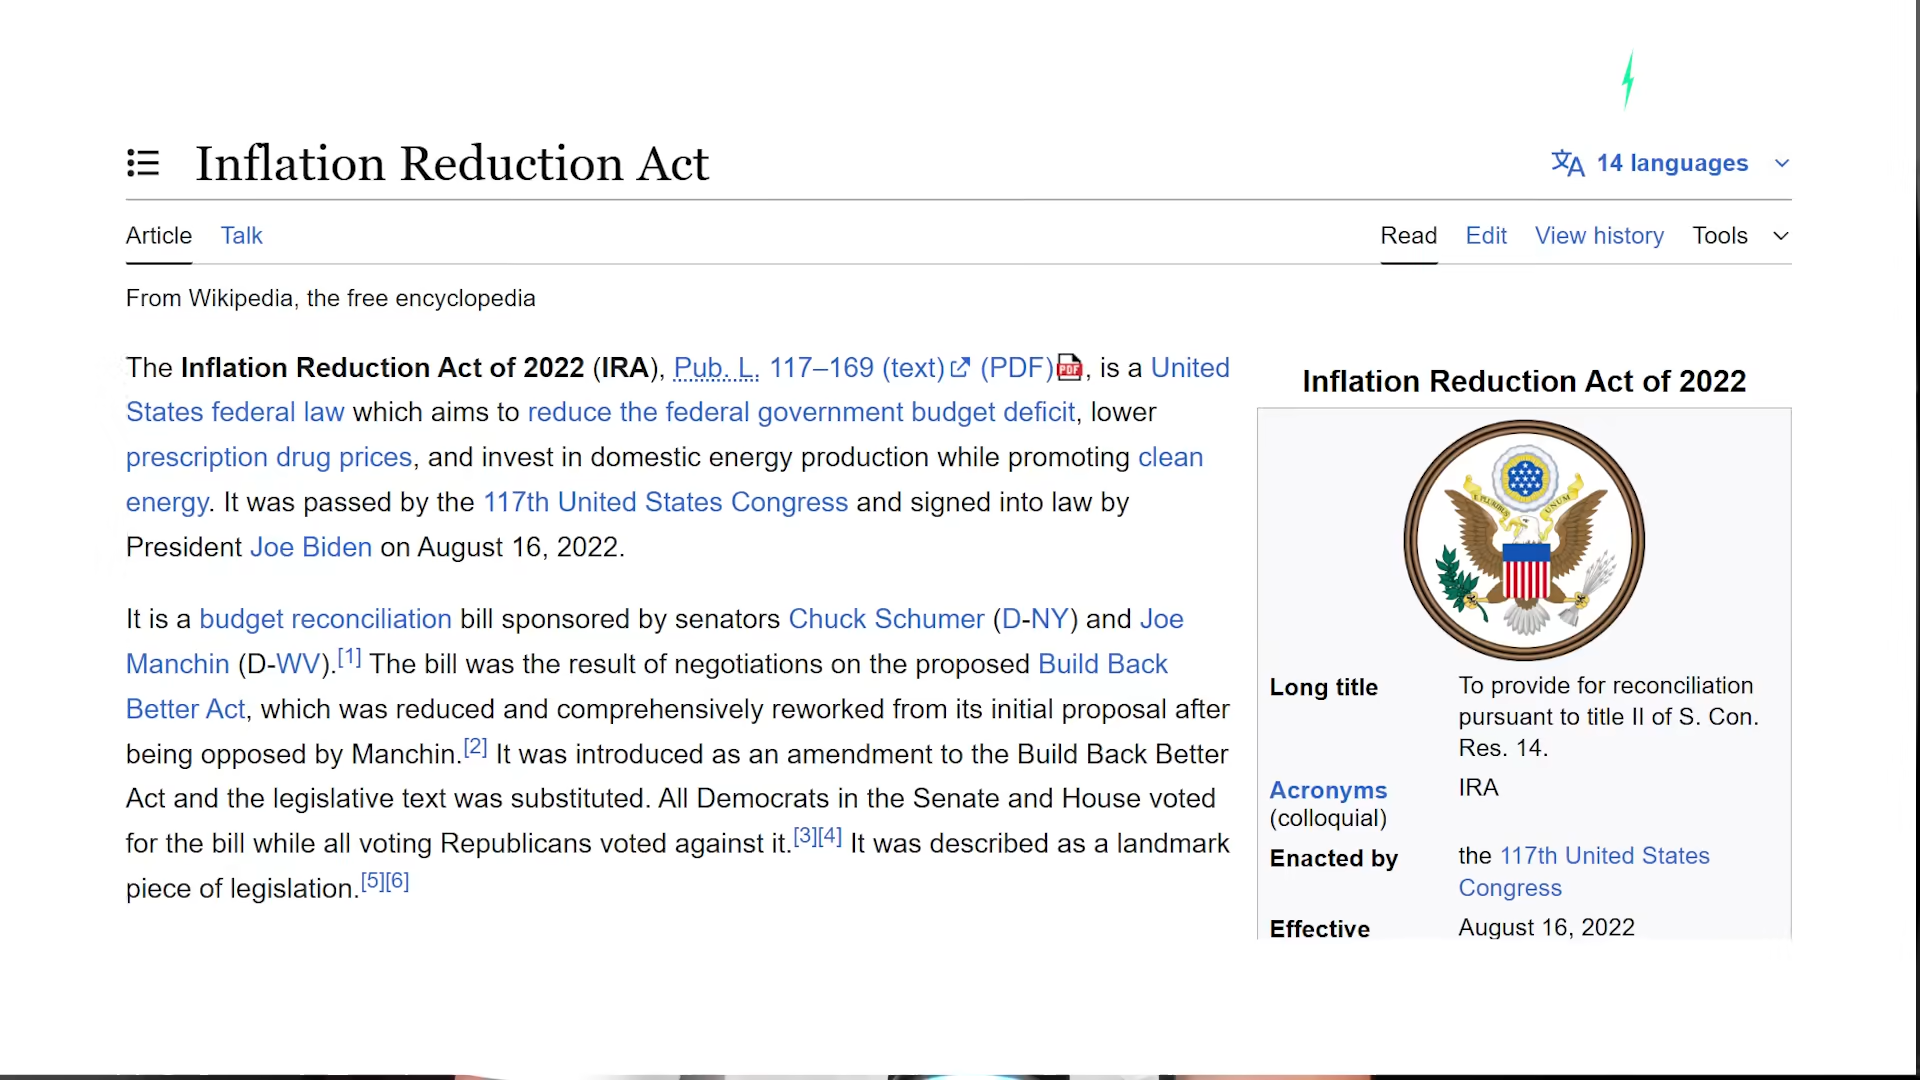 Inflation Reduction Act
14 languages
Article Talk
Read Edit View history Tools
From Wikipedia, the free encyclopedia
The Inflation Reduction Act of 2022 (IRA), Pub. L. 117–169 (text) (PDF) PDF, is a United
States federal law which aims to reduce the federal government budget deficit, lower
prescription drug prices, and invest in domestic energy production while promoting clean
energy. It was passed by the 117th United States Congress and signed into law by
President Joe Biden on August 16, 2022.
It is a budget reconciliation bill sponsored by senators Chuck Schumer (D-NY) and Joe
Manchin (D-WV).[1] The bill was the result of negotiations on the proposed Build Back
Better Act, which was reduced and comprehensively reworked from its initial proposal after
being opposed by Manchin.[2] It was introduced as an amendment to the Build Back Better
Act and the legislative text was substituted. All Democrats in the Senate and House voted
for the bill while all voting Republicans voted against it.[3][4] It was described as a landmark
piece of legislation.[5][6]
Inflation Reduction Act of 2022
E PLURIBUS UNUM
Long title To provide for reconciliation
pursuant to title II of S. Con.
Res. 14.
Acronyms IRA
(colloquial)
Enacted by the 117th United States
Congress
Effective August 16, 2022